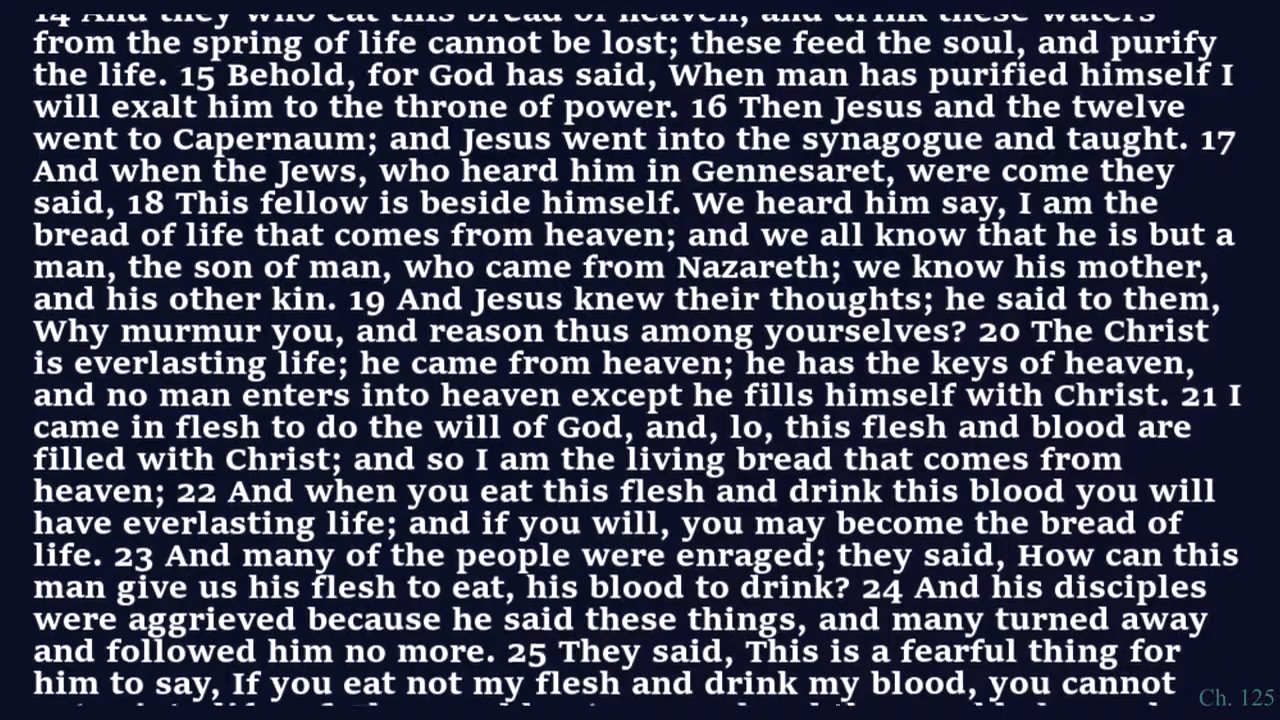 14 And they who eat this bread of heaven, and drink these waters
from the spring of life cannot be lost; these feed the soul, and purify
the life. 15 Behold, for God has said, When man has purified himself I
will exalt him to the throne of power. 16 Then Jesus and the twelve
went to Capernaum; and Jesus went into the synagogue and taught. 17
And when the Jews, who heard him in Gennesaret, were come they
said, 18 This fellow is beside himself. We heard him say, I am the
bread of life that comes from heaven; and we all know that he is but a
man, the son of man, who came from Nazareth; we know his mother,
and his other kin. 19 And Jesus knew their thoughts; he said to them,
Why murmur you, and reason thus among yourselves? 20 The Christ
is everlasting life; he came from heaven; he has the keys of heaven,
and no man enters into heaven except he fills himself with Christ. 21 I
came in flesh to do the will of God, and, lo, this flesh and blood are
filled with Christ; and so I am the living bread that comes from
heaven; 22 And when you eat this flesh and drink this blood you will
have everlasting life; and if you will, you may become the bread of
life. 23 And many of the people were enraged; they said, How can this
man give us his flesh to eat, his blood to drink? 24 And his disciples
were aggrieved because he said these things, and many turned away
and followed him no more. 25 They said, This is a fearful thing for
him to say, If you eat not my flesh and drink my blood, you cannot
Ch. 125